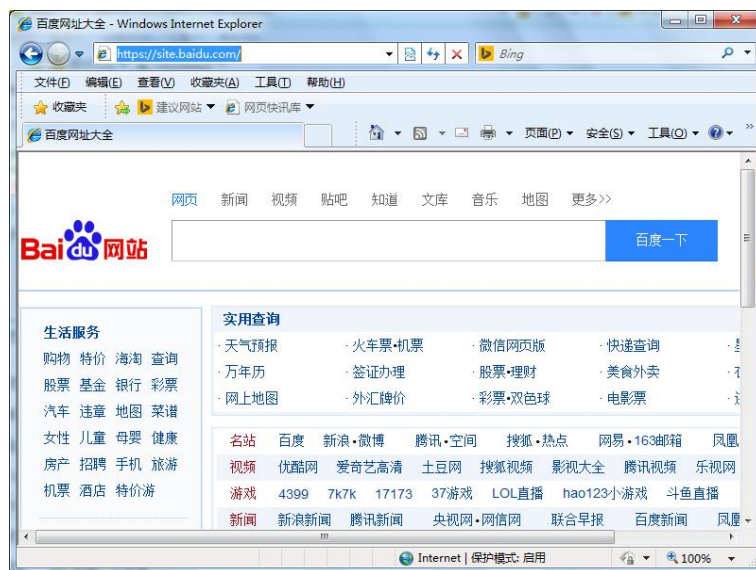 百度网址大全 - Windows Internet Explorer
https://site.baidu.com/ Bing
文件(F) 编辑(E) 查看(V) 收藏夹(A) 工具(T) 帮助(H)
收藏夹 建议网站 网页快讯库
百度网址大全 页面(P) 安全(S) 工具(O)
网页 新闻 视频 贴吧 知道 文库 音乐 地图 更多>>
Bai du 网站 百度一下
生活服务
购物 特价 海淘 查询
股票 基金 银行 彩票
汽车 违章 地图 菜谱
女性 儿童 母婴 健康
房产 招聘 手机 旅游
机票 酒店 特价游
实用查询
·天气预报 ·火车票•机票 ·微信网页版 ·快递查询
·万年历 ·签证办理 ·股票•理财 ·美食外卖
·网上地图 ·外汇牌价 ·彩票•双色球 ·电影票
名站 百度 新浪•微博 腾讯•空间 搜狐•热点 网易•163邮箱 凤凰
视频 优酷网 爱奇艺高清 土豆网 搜狐视频 影视大全 腾讯视频 乐视网
游戏 4399 7k7k 17173 37游戏 LOL直播 hao123小游戏 斗鱼直播
新闻 新浪新闻 腾讯新闻 央视网•网信网 联合早报 百度新闻 凤凰
Internet | 保护模式: 启用 100%